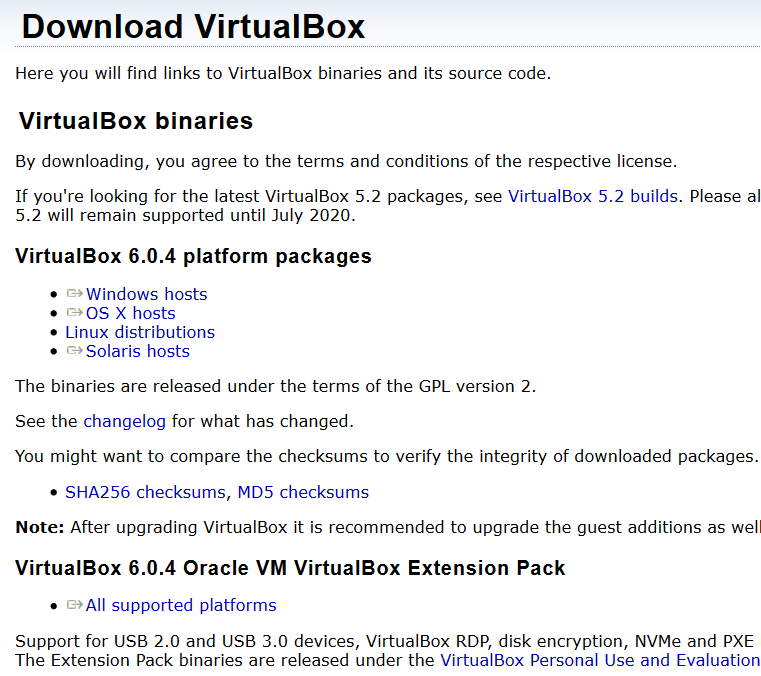 Download VirtualBox
Here you will find links to VirtualBox binaries and its source code.
VirtualBox binaries
By downloading, you agree to the terms and conditions of the respective license.
If you're looking for the latest VirtualBox 5.2 packages, see VirtualBox 5.2 builds. Please al
5.2 will remain supported until July 2020.
VirtualBox 6.0.4 platform packages
Windows hosts
OS X hosts
Linux distributions
Solaris hosts
The binaries are released under the terms of the GPL version 2.
See the changelog for what has changed.
You might want to compare the checksums to verify the integrity of downloaded packages.
SHA256 checksums, MD5 checksums
Note: After upgrading VirtualBox it is recommended to upgrade the guest additions as well
VirtualBox 6.0.4 Oracle VM VirtualBox Extension Pack
All supported platforms
Support for USB 2.0 and USB 3.0 devices, VirtualBox RDP, disk encryption, NVMe and PXE
The Extension Pack binaries are released under the VirtualBox Personal Use and Evaluation